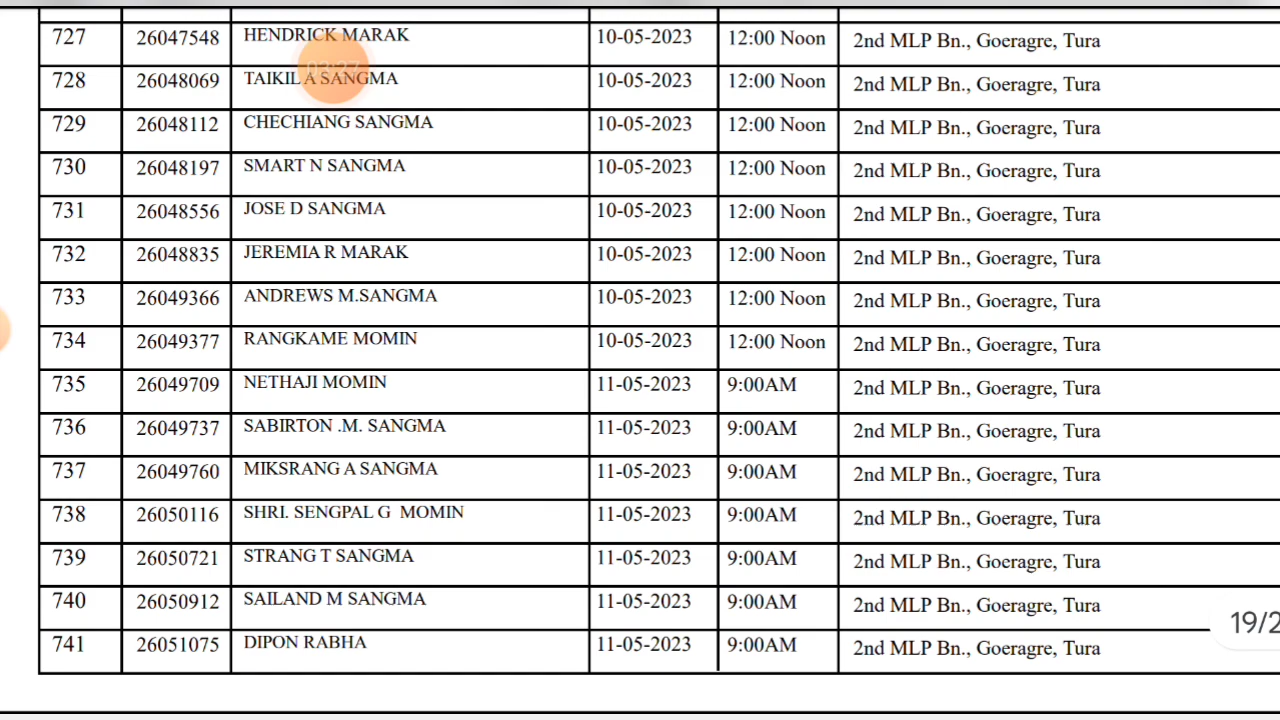 727 26047548 HENDRICK MARAK 10-05-2023 12:00 Noon 2nd MLP Bn., Goeragre, Tura
728 26048069 TAIKIL A SANGMA 10-05-2023 12:00 Noon 2nd MLP Bn., Goeragre, Tura
729 26048112 CHECHIANG SANGMA 10-05-2023 12:00 Noon 2nd MLP Bn., Goeragre, Tura
730 26048197 SMART N SANGMA 10-05-2023 12:00 Noon 2nd MLP Bn., Goeragre, Tura
731 26048556 JOSE D SANGMA 10-05-2023 12:00 Noon 2nd MLP Bn., Goeragre, Tura
732 26048835 JEREMIA R MARAK 10-05-2023 12:00 Noon 2nd MLP Bn., Goeragre, Tura
733 26049366 ANDREWS M.SANGMA 10-05-2023 12:00 Noon 2nd MLP Bn., Goeragre, Tura
734 26049377 RANGKAME MOMIN 10-05-2023 12:00 Noon 2nd MLP Bn., Goeragre, Tura
735 26049709 NETHAJI MOMIN 11-05-2023 9:00AM 2nd MLP Bn., Goeragre, Tura
736 26049737 SABIRTON .M. SANGMA 11-05-2023 9:00AM 2nd MLP Bn., Goeragre, Tura
737 26049760 MIKSRANG A SANGMA 11-05-2023 9:00AM 2nd MLP Bn., Goeragre, Tura
738 26050116 SHRI. SENGPAL G MOMIN 11-05-2023 9:00AM 2nd MLP Bn., Goeragre, Tura
739 26050721 STRANG T SANGMA 11-05-2023 9:00AM 2nd MLP Bn., Goeragre, Tura
740 26050912 SAILAND M SANGMA 11-05-2023 9:00AM 2nd MLP Bn., Goeragre, Tura
19/2
741 26051075 DIPON RABHA 11-05-2023 9:00AM 2nd MLP Bn., Goeragre, Tura